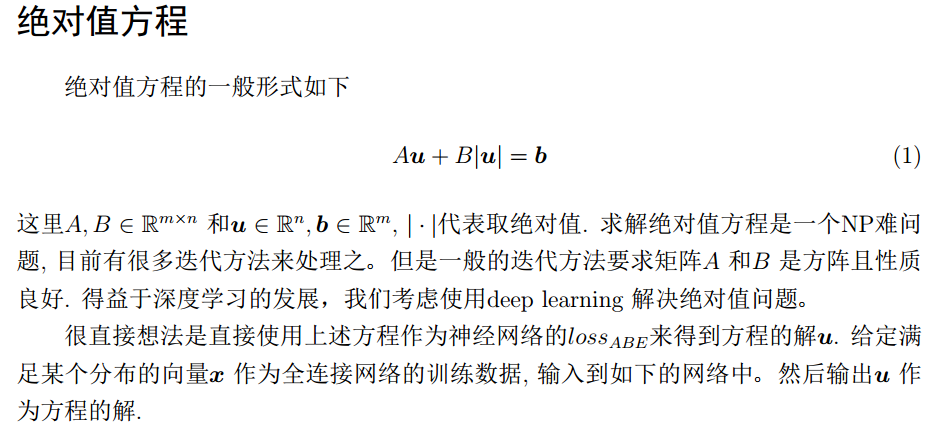 绝对值方程
绝对值方程的一般形式如下
Au + B|u| = b (1)
这里A, B ∈ ℝ^{m×n} 和u ∈ ℝ^n, b ∈ ℝ^m, | · |代表取绝对值. 求解绝对值方程是一个NP难问
题, 目前有很多迭代方法来处理之。但是一般的迭代方法要求矩阵A 和B 是方阵且性质
良好. 得益于深度学习的发展，我们考虑使用deep learning 解决绝对值问题。
很直接想法是直接使用上述方程作为神经网络的loss_{ABE}来得到方程的解u. 给定满
足某个分布的向量x 作为全连接网络的训练数据, 输入到如下的网络中。然后输出u 作
为方程的解.